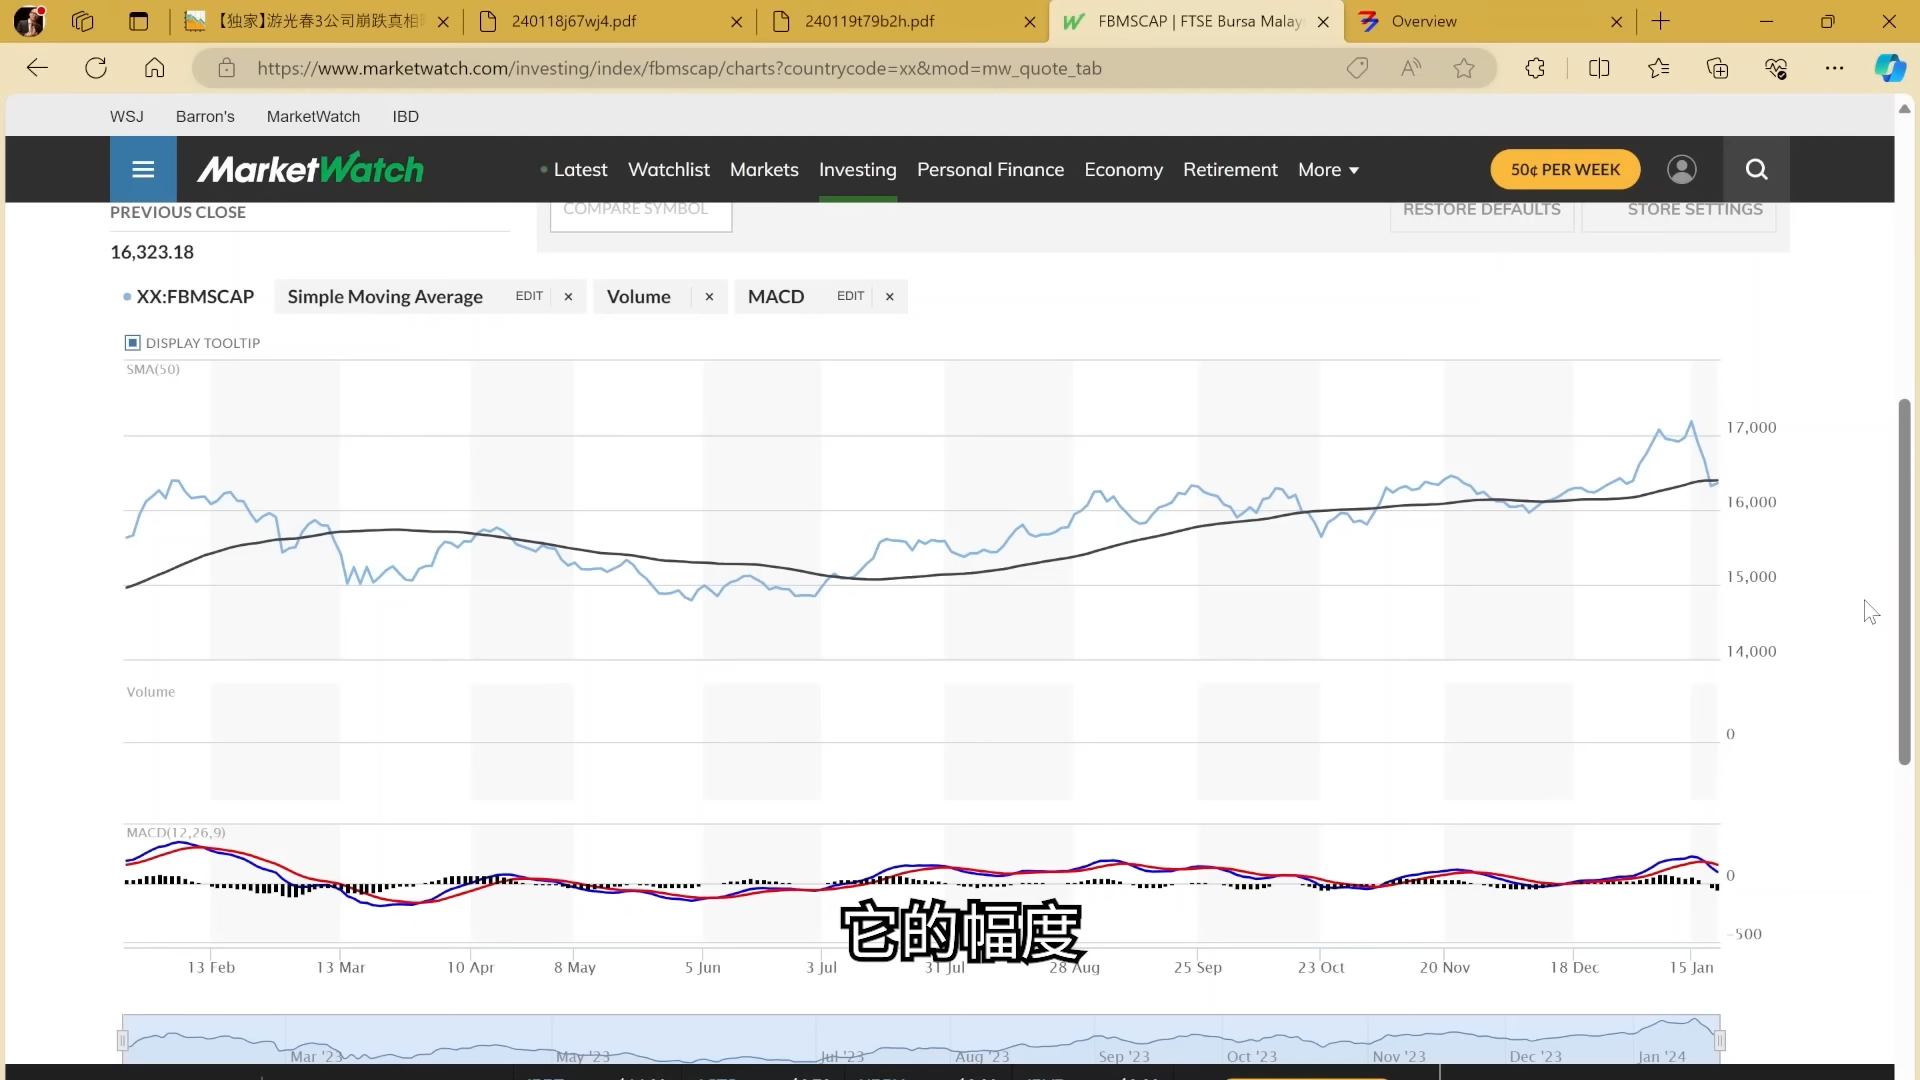 【独家】游光春3公司崩跌真相
240118j67wj4.pdf
240119t79b2h.pdf
FBMSCAP | FTSE Bursa Malay
Overview
https://www.marketwatch.com/investing/index/fbmscap/charts?countrycode=xx&mod=mw_quote_tab
WSJ
Barron's
MarketWatch
IBD
MarketWatch
Latest
Watchlist
Markets
Investing
Personal Finance
Economy
Retirement
More
50¢ PER WEEK
PREVIOUS CLOSE
COMPARE SYMBOL
RESTORE DEFAULTS
STORE SETTINGS
16,323.18
XX:FBMSCAP
Simple Moving Average
EDIT
Volume
MACD
EDIT
DISPLAY TOOLTIP
SMA(50)
17,000
16,000
15,000
14,000
Volume
0
MACD(12,26,9)
0
-500
它的幅度
13 Feb
13 Mar
10 Apr
8 May
5 Jun
3 Jul
31 Jul
28 Aug
25 Sep
23 Oct
20 Nov
18 Dec
15 Jan
Mar '23
May '23
Jul '23
Aug '23
Sep '23
Oct '23
Nov '23
Dec '23
Jan '24